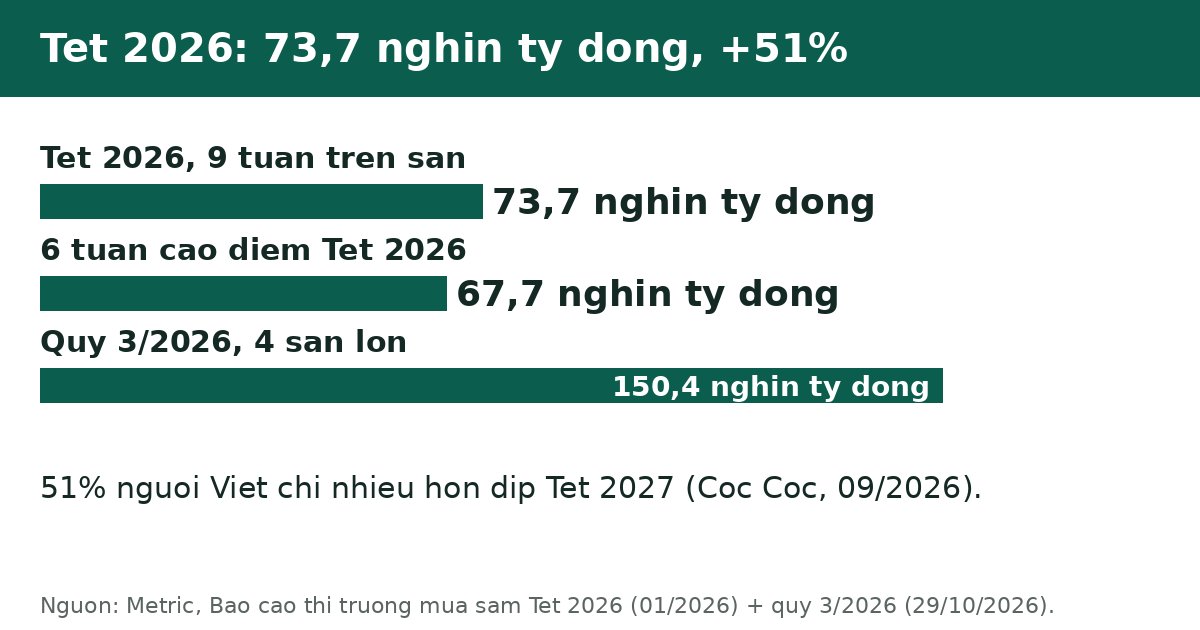 Tet 2026: 73,7 nghin ty dong, +51%
Tet 2026, 9 tuan tren san
73,7 nghin ty dong
6 tuan cao diem Tet 2026
67,7 nghin ty dong
Quy 3/2026, 4 san lon
150,4 nghin ty dong
51% nguoi Viet chi nhieu hon dip Tet 2027 (Coc Coc, 09/2026).
Nguon: Metric, Bao cao thi truong mua sam Tet 2026 (01/2026) + quy 3/2026 (29/10/2026).